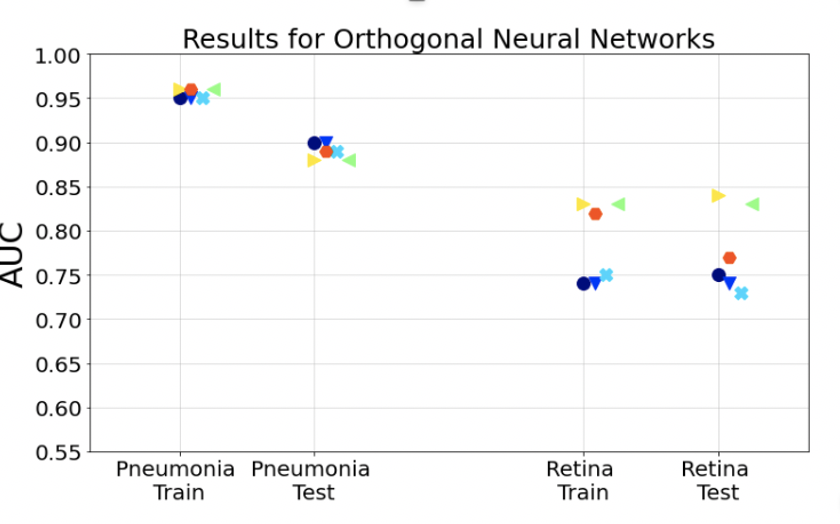 Results for Orthogonal Neural Networks
1.00
0.95
0.90
0.85
0.80
0.75
0.70
0.65
0.60
0.55
AUC
Pneumonia
Train
Pneumonia
Test
Retina
Train
Retina
Test